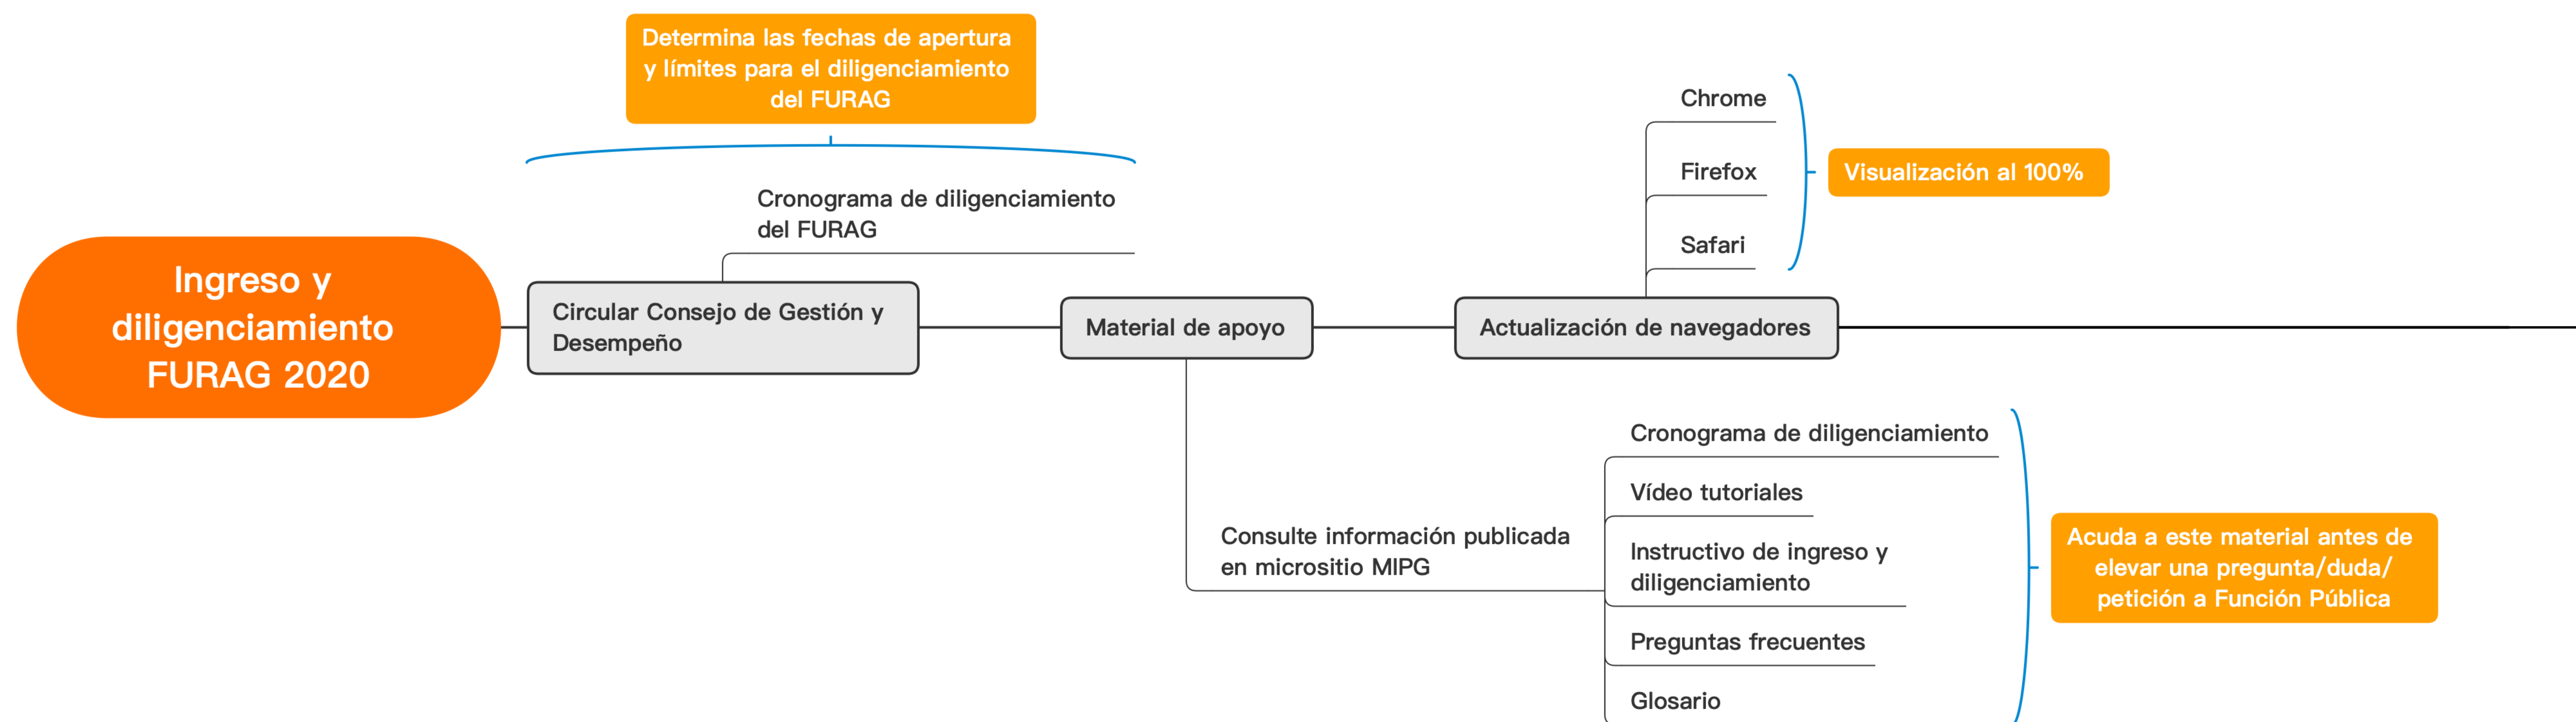 Determina las fechas de apertura
y límites para el diligenciamiento
del FURAG
Cronograma de diligenciamiento
del FURAG
Ingreso y
diligenciamiento
FURAG 2020
Circular Consejo de Gestión y
Desempeño
Material de apoyo
Actualización de navegadores
Chrome
Firefox
Safari
Visualización al 100%
Consulte información publicada
en micrositio MIPG
Cronograma de diligenciamiento
Vídeo tutoriales
Instructivo de ingreso y
diligenciamiento
Preguntas frecuentes
Glosario
Acuda a este material antes de
elevar una pregunta/duda/
petición a Función Pública